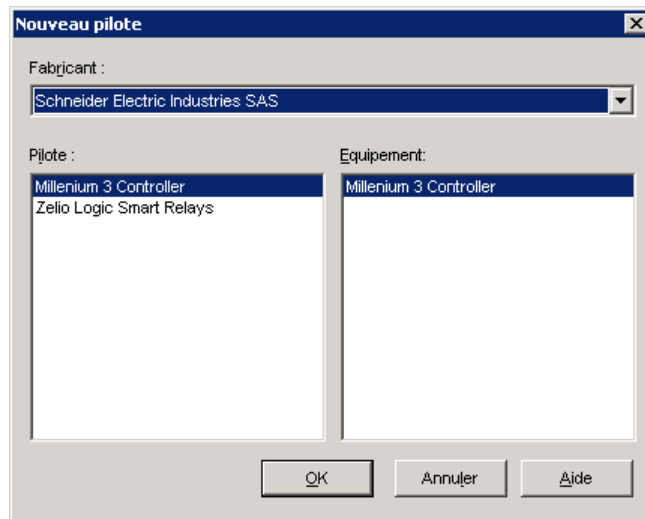 Nouveau pilote
Fabricant :
Schneider Electric Industries SAS
Pilote :
Equipement:
Millenium 3 Controller
Zelio Logic Smart Relays
Millenium 3 Controller
OK
Annuler
Aide